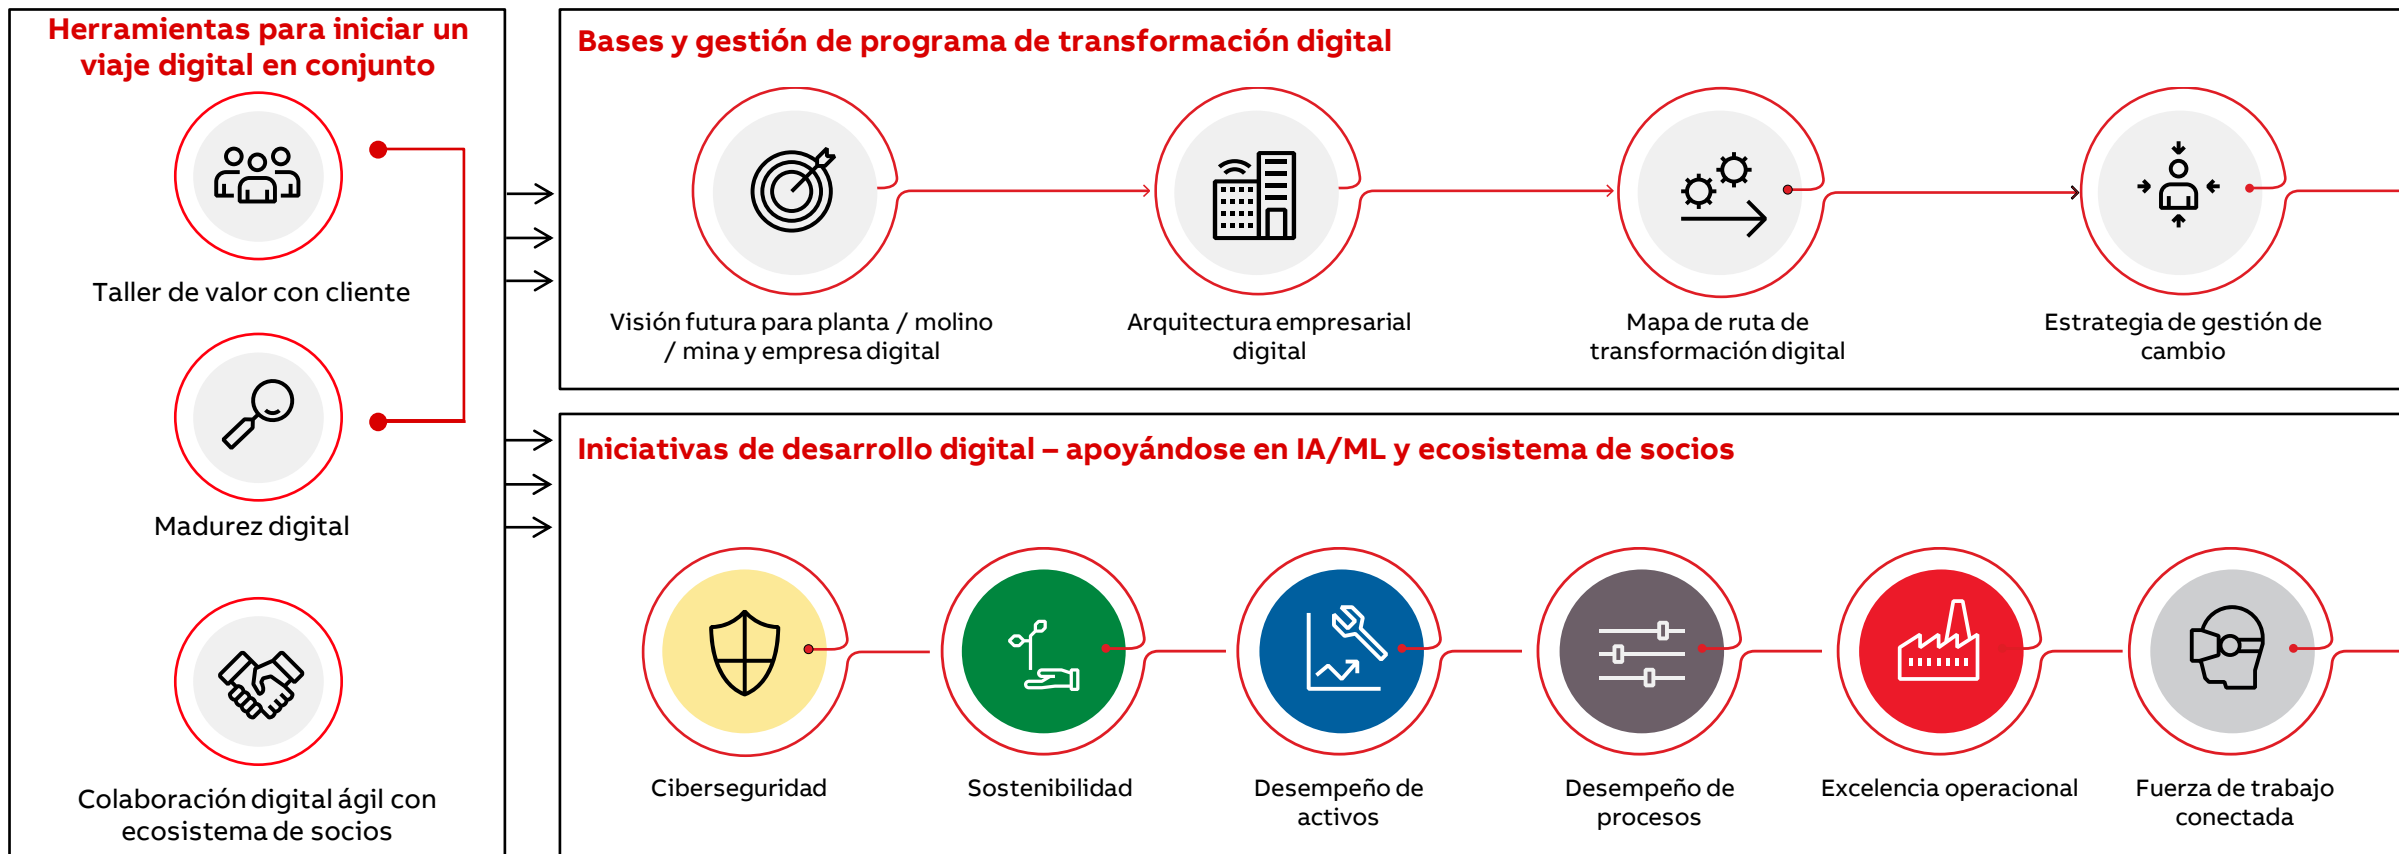 Herramientas para iniciar un
viaje digital en conjunto
Taller de valor con cliente
Madurez digital
Colaboración digital ágil con
ecosistema de socios
Bases y gestión de programa de transformación digital
Visión futura para planta / molino
/ mina y empresa digital
Arquitectura empresarial
digital
Mapa de ruta de
transformación digital
Estrategia de gestión de
cambio
Iniciativas de desarrollo digital – apoyándose en IA/ML y ecosistema de socios
Ciberseguridad
Sostenibilidad
Desempeño de
activos
Desempeño de
procesos
Excelencia operacional
Fuerza de trabajo
conectada